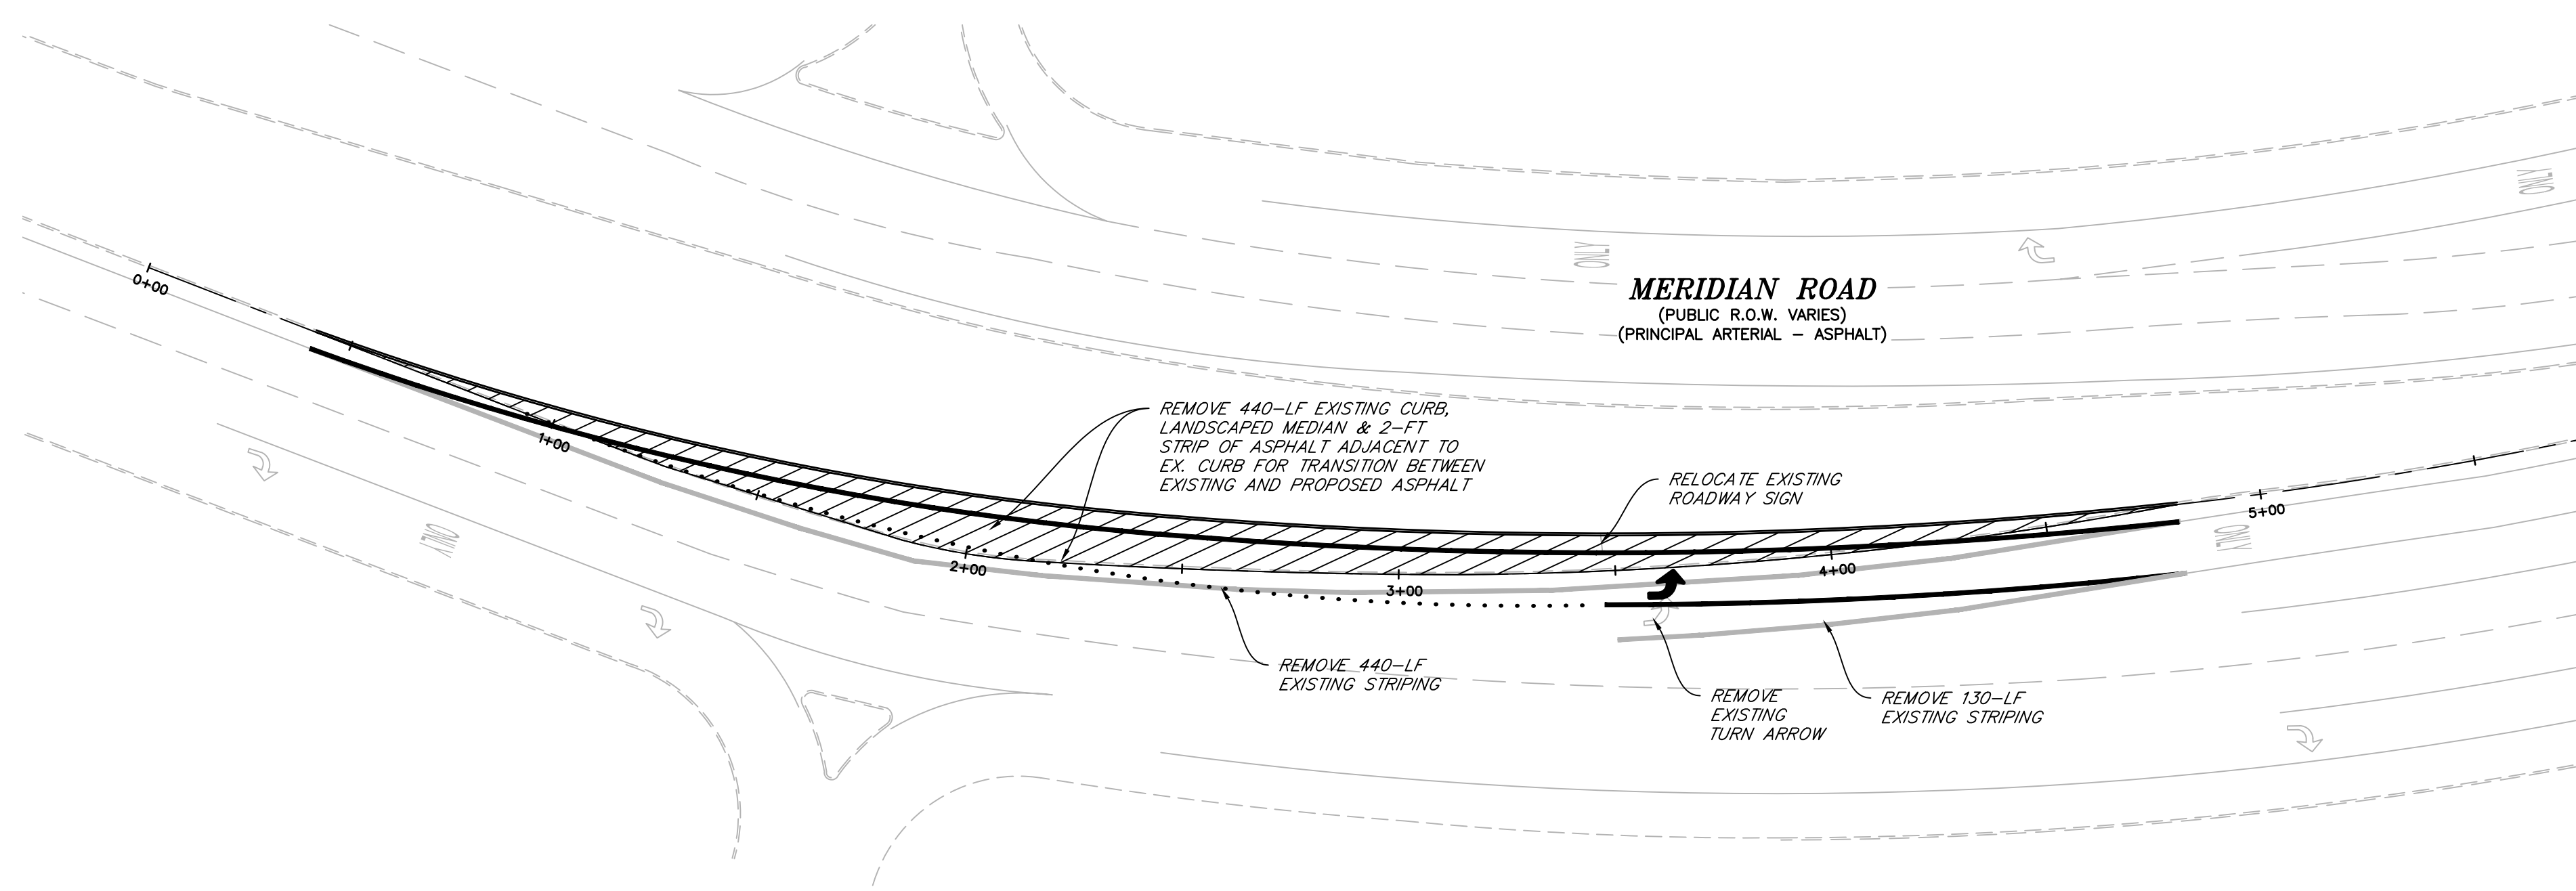 ONLY
ONLY
MERIDIAN ROAD
(PUBLIC R.O.W. VARIES)
(PRINCIPAL ARTERIAL – ASPHALT)
0+00
REMOVE 440–LF EXISTING CURB,
LANDSCAPED MEDIAN & 2–FT
STRIP OF ASPHALT ADJACENT TO
EX. CURB FOR TRANSITION BETWEEN
EXISTING AND PROPOSED ASPHALT
1+00
RELOCATE EXISTING
ROADWAY SIGN
5+00
ONLY
ONLY
2+00
3+00
4+00
REMOVE 440–LF
EXISTING STRIPING
REMOVE
EXISTING
TURN ARROW
REMOVE 130–LF
EXISTING STRIPING